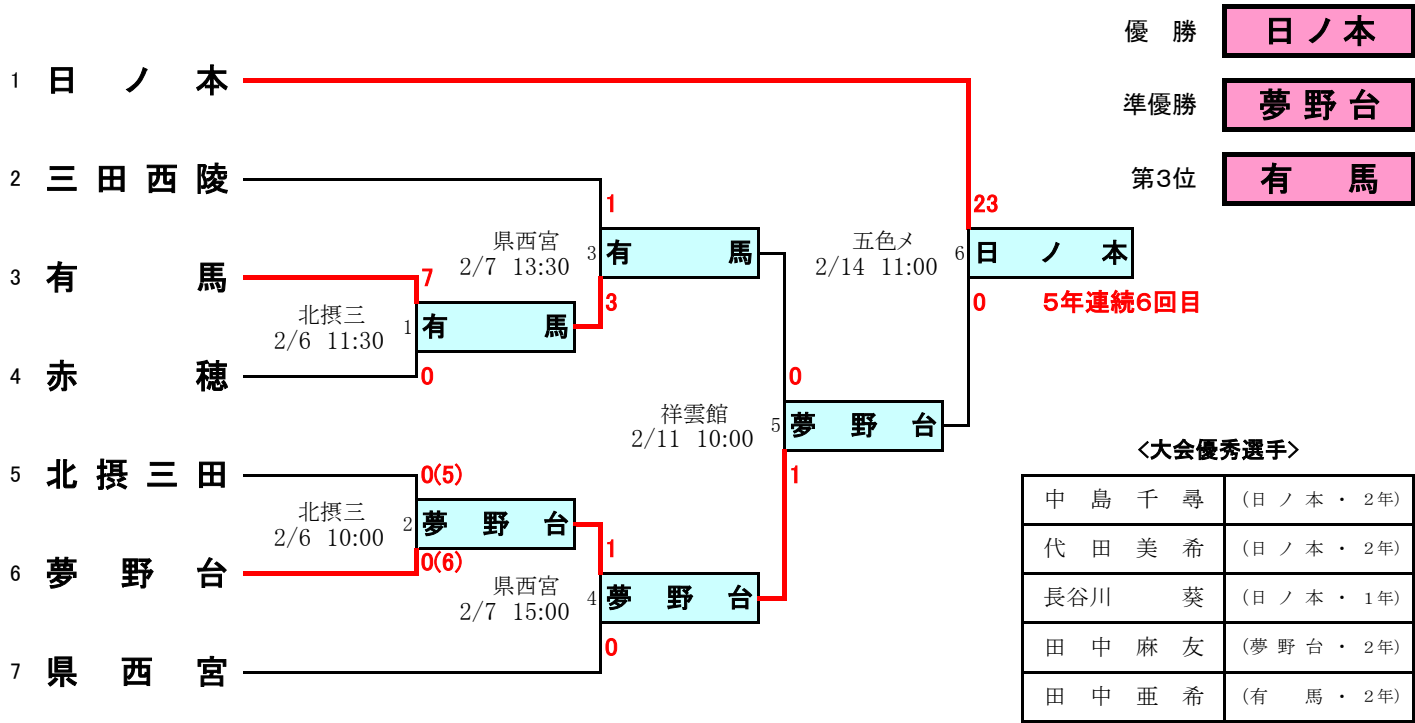 優 勝 日ノ本
準優勝 夢野台
第3位 有 馬
1 日 ノ 本
2 三田西陵
3 有 馬
4 赤 穂
5 北摂三田
6 夢 野 台
7 県 西 宮
北摂三
2/6 11:30
1 有 馬
7
0
北摂三
2/6 10:00
2 夢 野 台
0(5)
0(6)
県西宮
2/7 13:30
3 有 馬
1
3
県西宮
2/7 15:00
4 夢 野 台
1
0
祥雲館
2/11 10:00
5 夢 野 台
0
1
五色メ
2/14 11:00
6 日 ノ 本
23
0
5年連続6回目
<大会優秀選手>
中島千尋 (日ノ本・2年)
代田美希 (日ノ本・2年)
長谷川 葵 (日ノ本・1年)
田中麻友 (夢野台・2年)
田中亜希 (有 馬・2年)